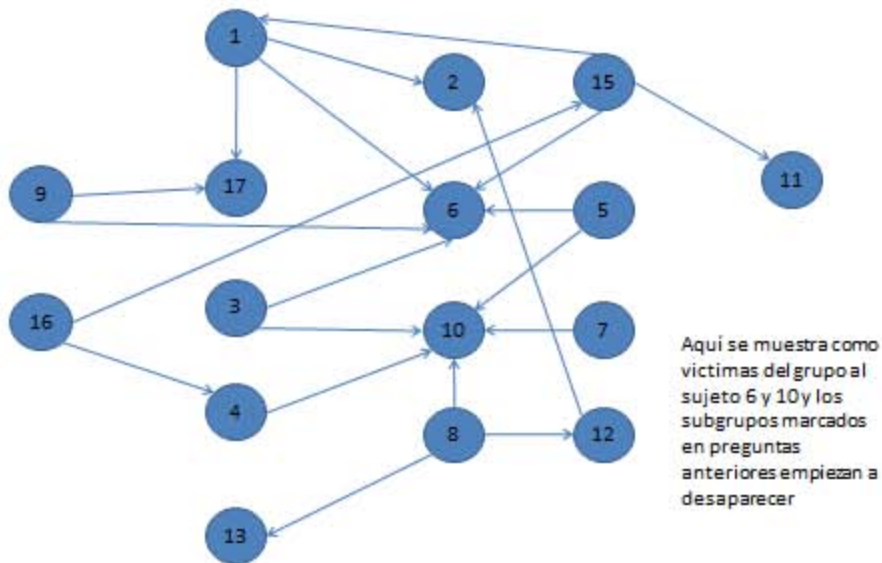 1
2
15
11
9
17
6
5
16
3
10
7
4
8
12
13
Aquí se muestra como
victimas del grupo al
sujeto 6 y 10 y los
subgrupos marcados
en preguntas
anteriores empiezan a
desaparecer